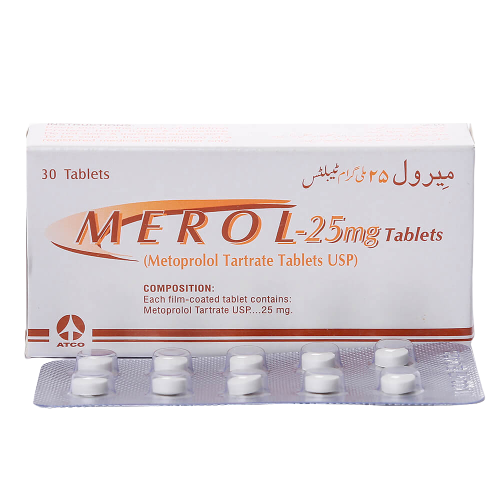 30 Tablets
میرول ۲۵ ملی گرام ٹیبلٹس
MEROL-25mg Tablets
(Metoprolol Tartrate Tablets USP)
COMPOSITION:
Each film-coated tablet contains:
Metoprolol Tartrate USP....25 mg.
ATCO